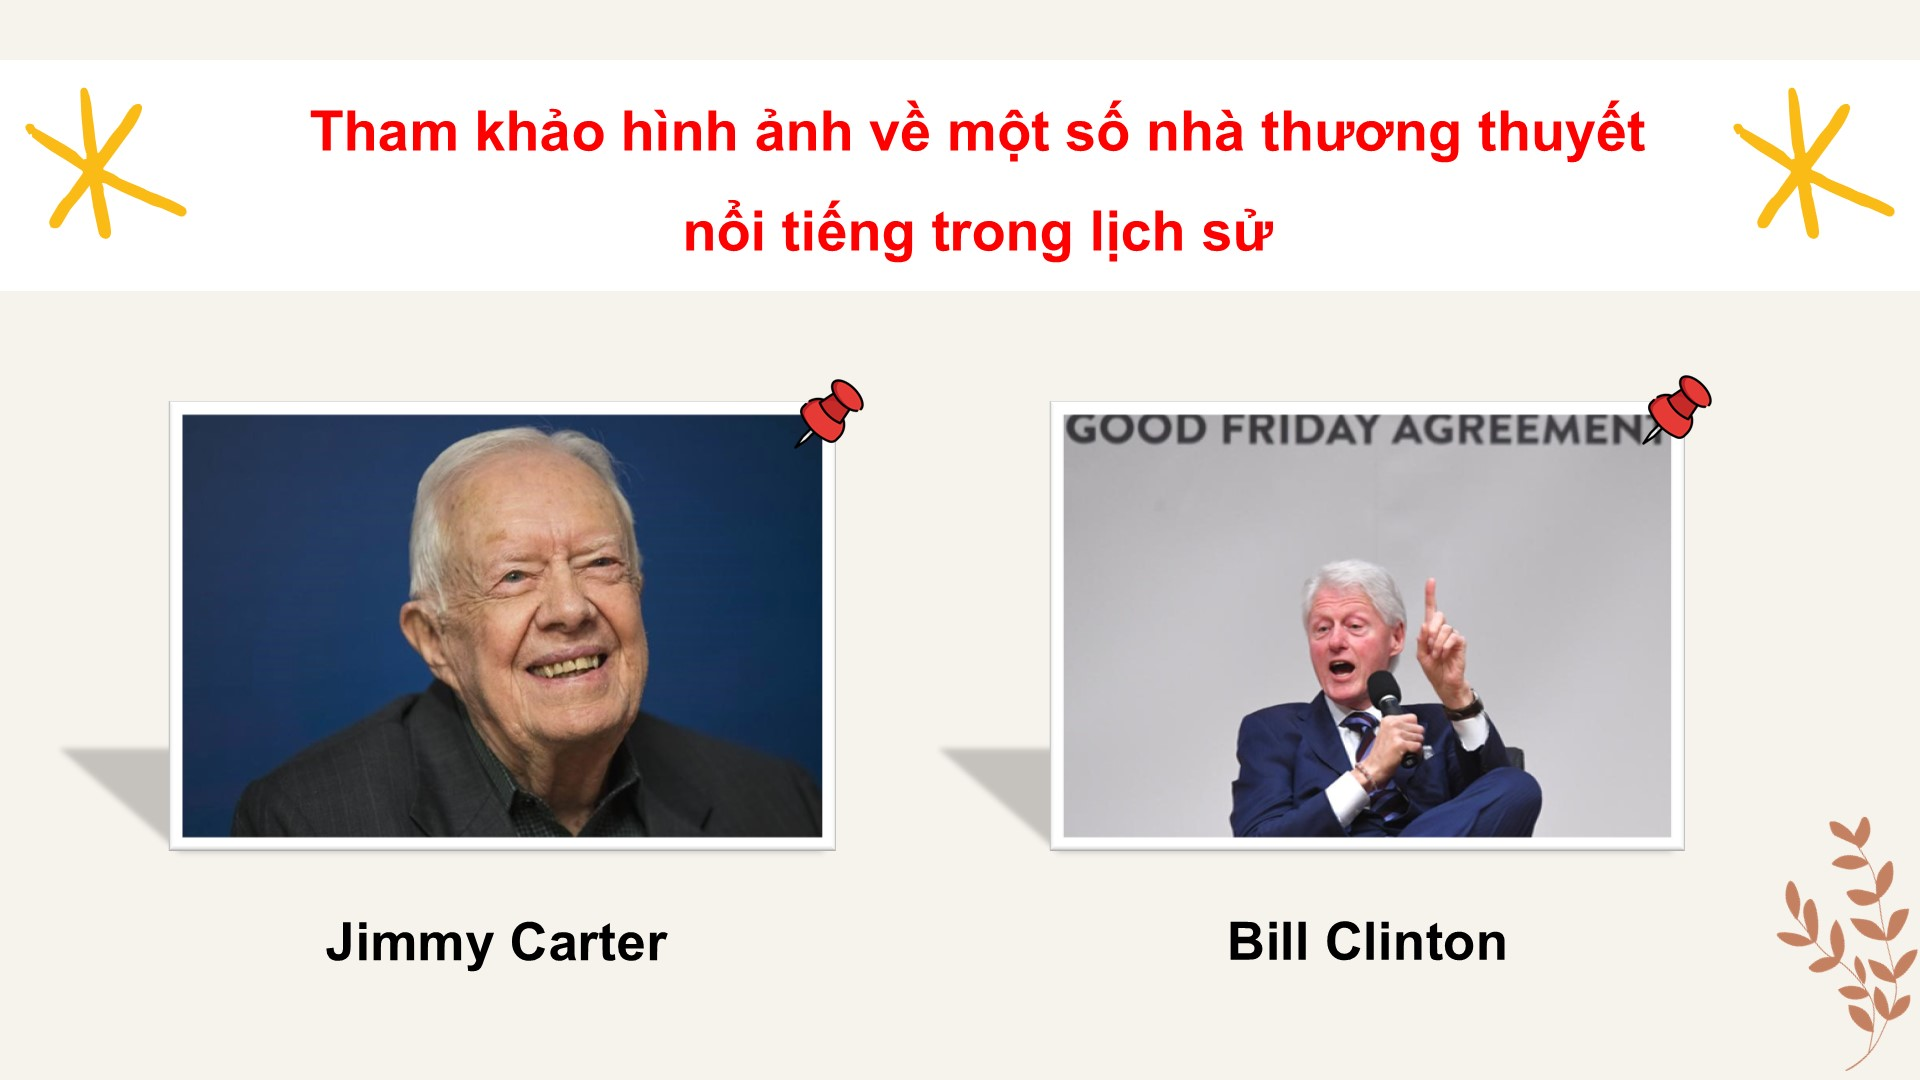 Tham khảo hình ảnh về một số nhà thương thuyết
nổi tiếng trong lịch sử
GOOD FRIDAY AGREEMENT
Jimmy Carter
Bill Clinton